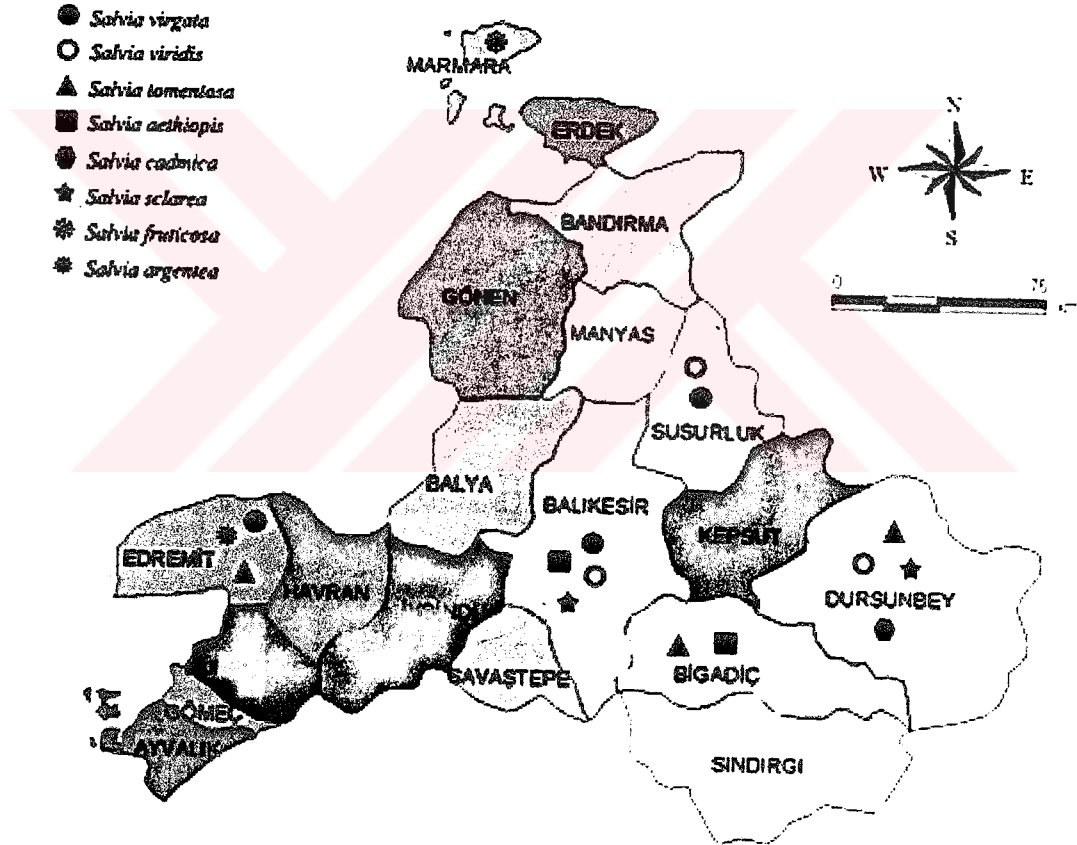 Salvia virgata
Salvia viridis
Salvia tomentosa
Salvia aethiopis
Salvia cadmica
Salvia sclarea
Salvia fruticosa
Salvia argentea
MARMARA
ERDEK
N
W E
S
BANDIRMA
GÖNEN
0
MANYAS
SUSURLUK
BALYA
BALIKESİR
KEPSUT
EDREMİT
HAVRAN
DURSUNBEY
SAVAŞTEPE
BİGADİÇ
GÖMEÇ
AYVALIK
SINDIRGI